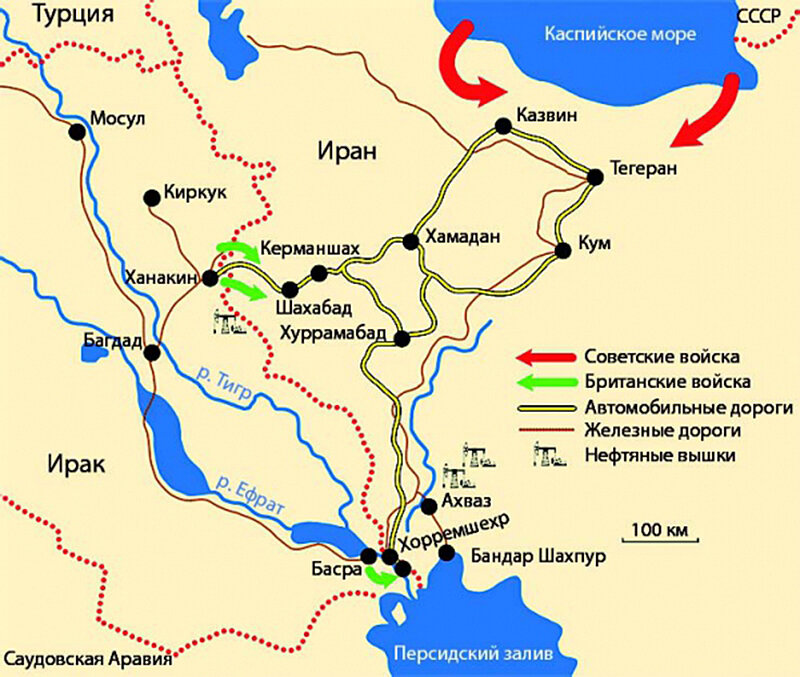 Турция
СССР
Каспийское море
Мосул
Казвин
Иран
Тегеран
Киркук
Керманшах
Хамадан
Кум
Ханакин
Шахабад
Хуррамабад
Багдад
р. Тигр
Советские войска
Британские войска
Автомобильные дороги
Железные дороги
Нефтяные вышки
Ирак
р. Ефрат
Ахваз
Хорремшехр
100 км
Басра
Бандар Шахпур
Саудовская Аравия
Персидский залив